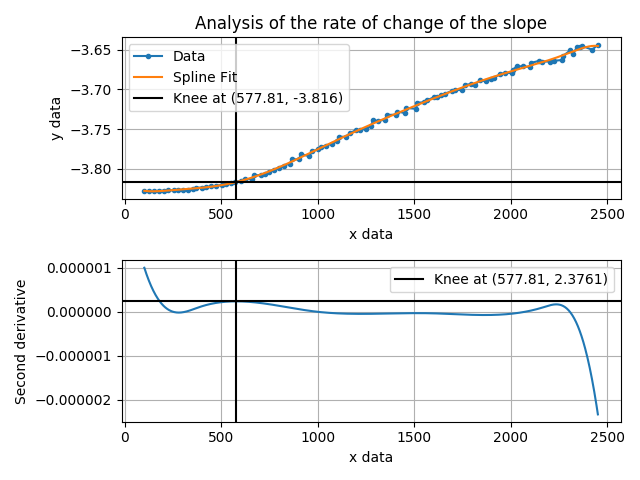 Analysis of the rate of change of the slope
−3.65
−3.70
−3.75
−3.80
y data
Data
Spline Fit
Knee at (577.81, -3.816)
0 500 1000 1500 2000 2500
x data
0.000001
0.000000
−0.000001
−0.000002
Second derivative
Knee at (577.81, 2.3761)
0 500 1000 1500 2000 2500
x data